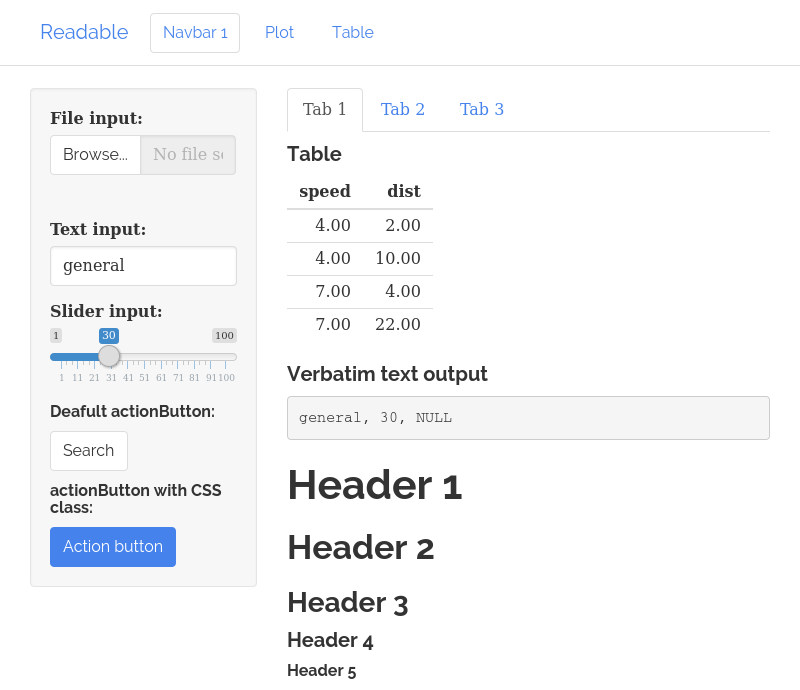 Readable Navbar 1 Plot Table
File input:
Browse... No file se
Text input:
general
Slider input:
1 30 100
1 11 21 31 41 51 61 71 81 91 100
Deafult actionButton:
Search
actionButton with CSS
class:
Action button
Tab 1 Tab 2 Tab 3
Table
speed dist
4.00 2.00
4.00 10.00
7.00 4.00
7.00 22.00
Verbatim text output
general, 30, NULL
Header 1
Header 2
Header 3
Header 4
Header 5